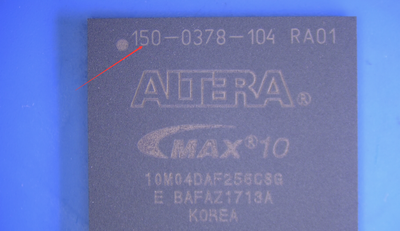 150-0378-104 RA01
ALTERA®
MAX®10
10M04DAF256C8G
E BAFAZ1713A
KOREA